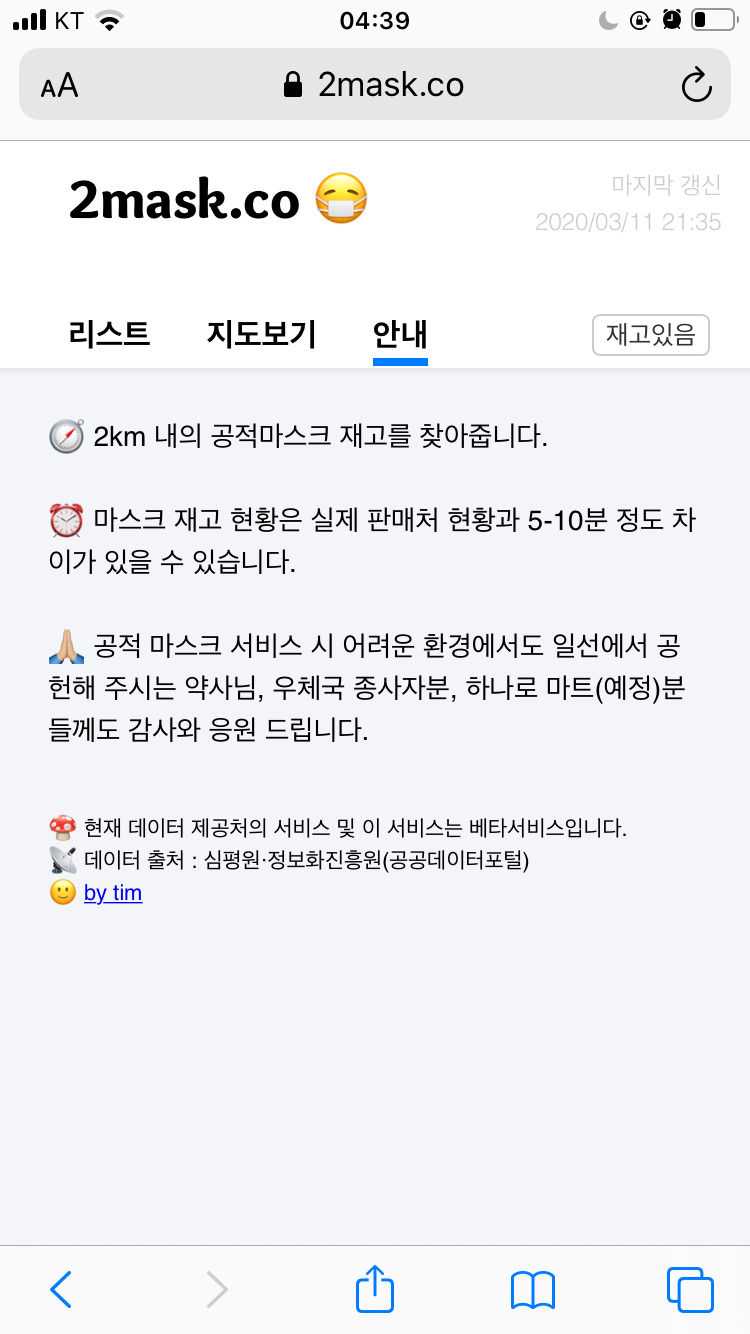 KT 04:39
AA 2mask.co
2mask.co 😷
마지막 갱신
2020/03/11 21:35
리스트 지도보기 안내 재고있음
🧭 2km 내의 공적마스크 재고를 찾아줍니다.
⏰ 마스크 재고 현황은 실제 판매처 현황과 5-10분 정도 차
이가 있을 수 있습니다.
🙏🏼 공적 마스크 서비스 시 어려운 환경에서도 일선에서 공
헌해 주시는 약사님, 우체국 종사자분, 하나로 마트(예정)분
들께도 감사와 응원 드립니다.
🍄 현재 데이터 제공처의 서비스 및 이 서비스는 베타서비스입니다.
📡 데이터 출처 : 심평원·정보화진흥원(공공데이터포털)
🙂 by tim